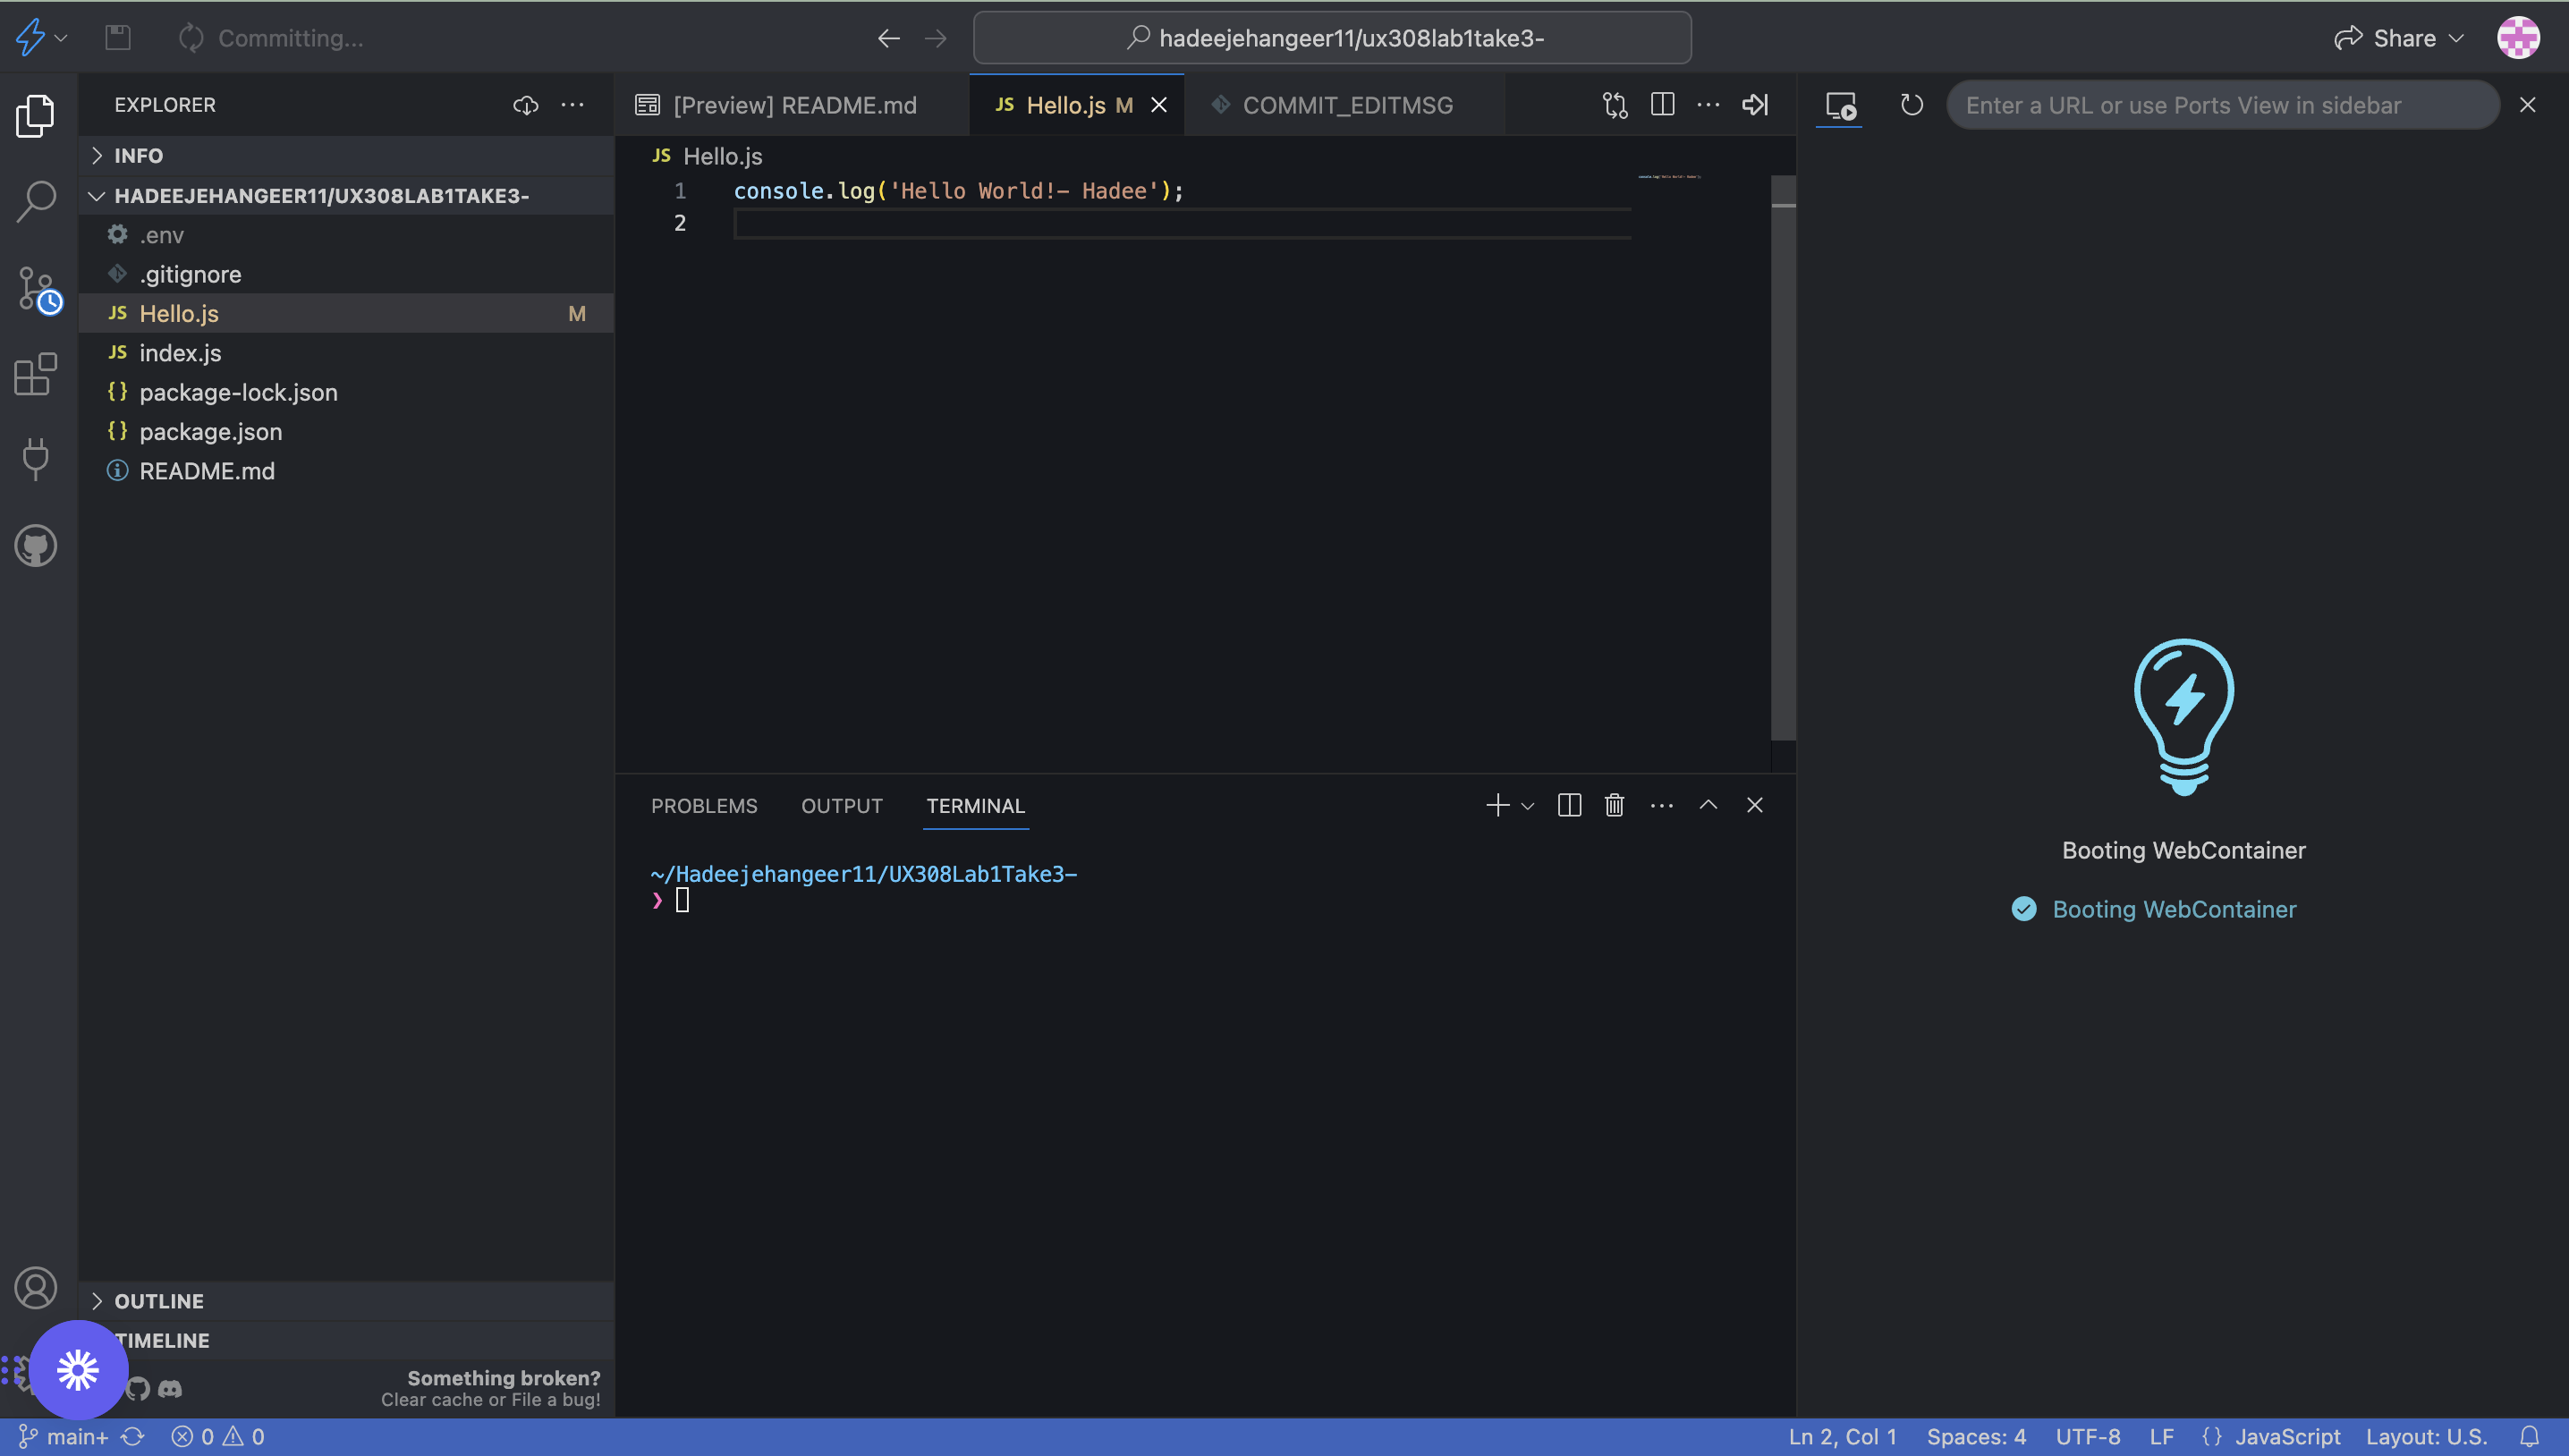 Committing...
hadeejehangeer11/ux308lab1take3-
Share
EXPLORER
[Preview] README.md
JS Hello.js M
COMMIT_EDITMSG
Enter a URL or use Ports View in sidebar
INFO
HADEEJEHANGEER11/UX308LAB1TAKE3-
.env
.gitignore
JS Hello.js M
JS index.js
{} package-lock.json
{} package.json
README.md
JS Hello.js
1 console.log('Hello World!- Hadee');
2
PROBLEMS
OUTPUT
TERMINAL
~/Hadeejehangeer11/UX308Lab1Take3-
❯
Booting WebContainer
Booting WebContainer
OUTLINE
TIMELINE
Something broken?
Clear cache or File a bug!
main+
0
0
Ln 2, Col 1
Spaces: 4
UTF-8
LF
{} JavaScript
Layout: U.S.